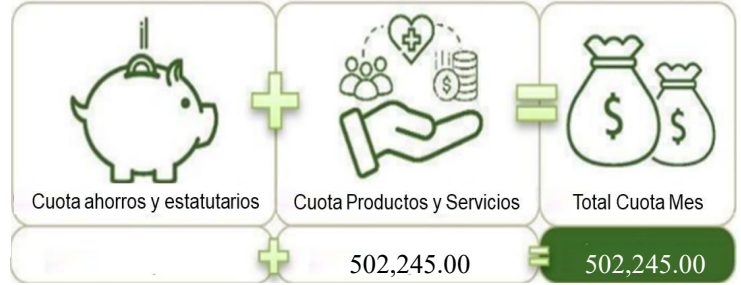 Cuota ahorros y estatutarios
Cuota Productos y Servicios
Total Cuota Mes
502,245.00
502,245.00